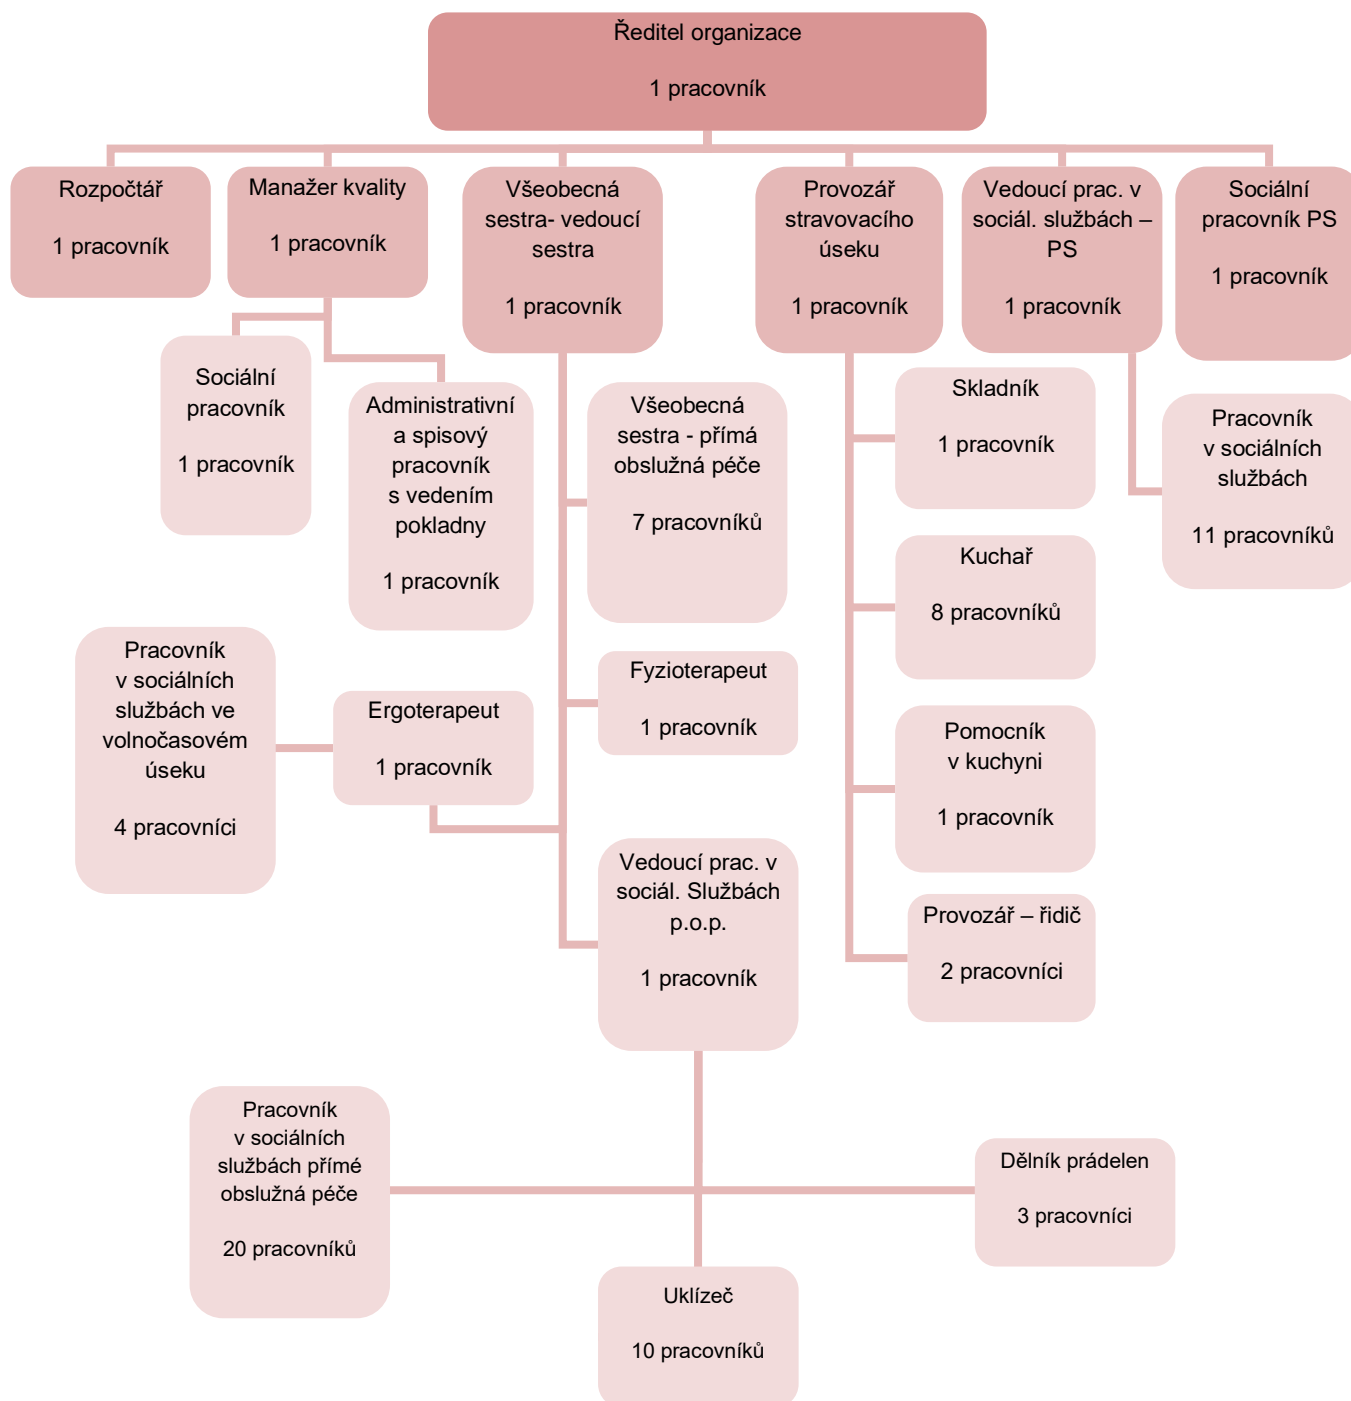 Ředitel organizace
1 pracovník
Rozpočtář
1 pracovník
Manažer kvality
1 pracovník
Všeobecná
sestra- vedoucí
sestra
1 pracovník
Provozář
stravovacího
úseku
1 pracovník
Vedoucí prac. v
sociál. službách –
PS
1 pracovník
Sociální
pracovník PS
1 pracovník
Sociální
pracovník
1 pracovník
Administrativní
a spisový
pracovník
s vedením
pokladny
1 pracovník
Všeobecná
sestra - přímá
obslužná péče
7 pracovníků
Skladník
1 pracovník
Pracovník
v sociálních
službách
11 pracovníků
Kuchař
8 pracovníků
Pracovník
v sociálních
službách ve
volnočasovém
úseku
4 pracovníci
Ergoterapeut
1 pracovník
Fyzioterapeut
1 pracovník
Pomocník
v kuchyni
1 pracovník
Vedoucí prac. v
sociál. Službách
p.o.p.
1 pracovník
Provozář – řidič
2 pracovníci
Pracovník
v sociálních
službách přímé
obslužná péče
20 pracovníků
Dělník prádelen
3 pracovníci
Uklízeč
10 pracovníků